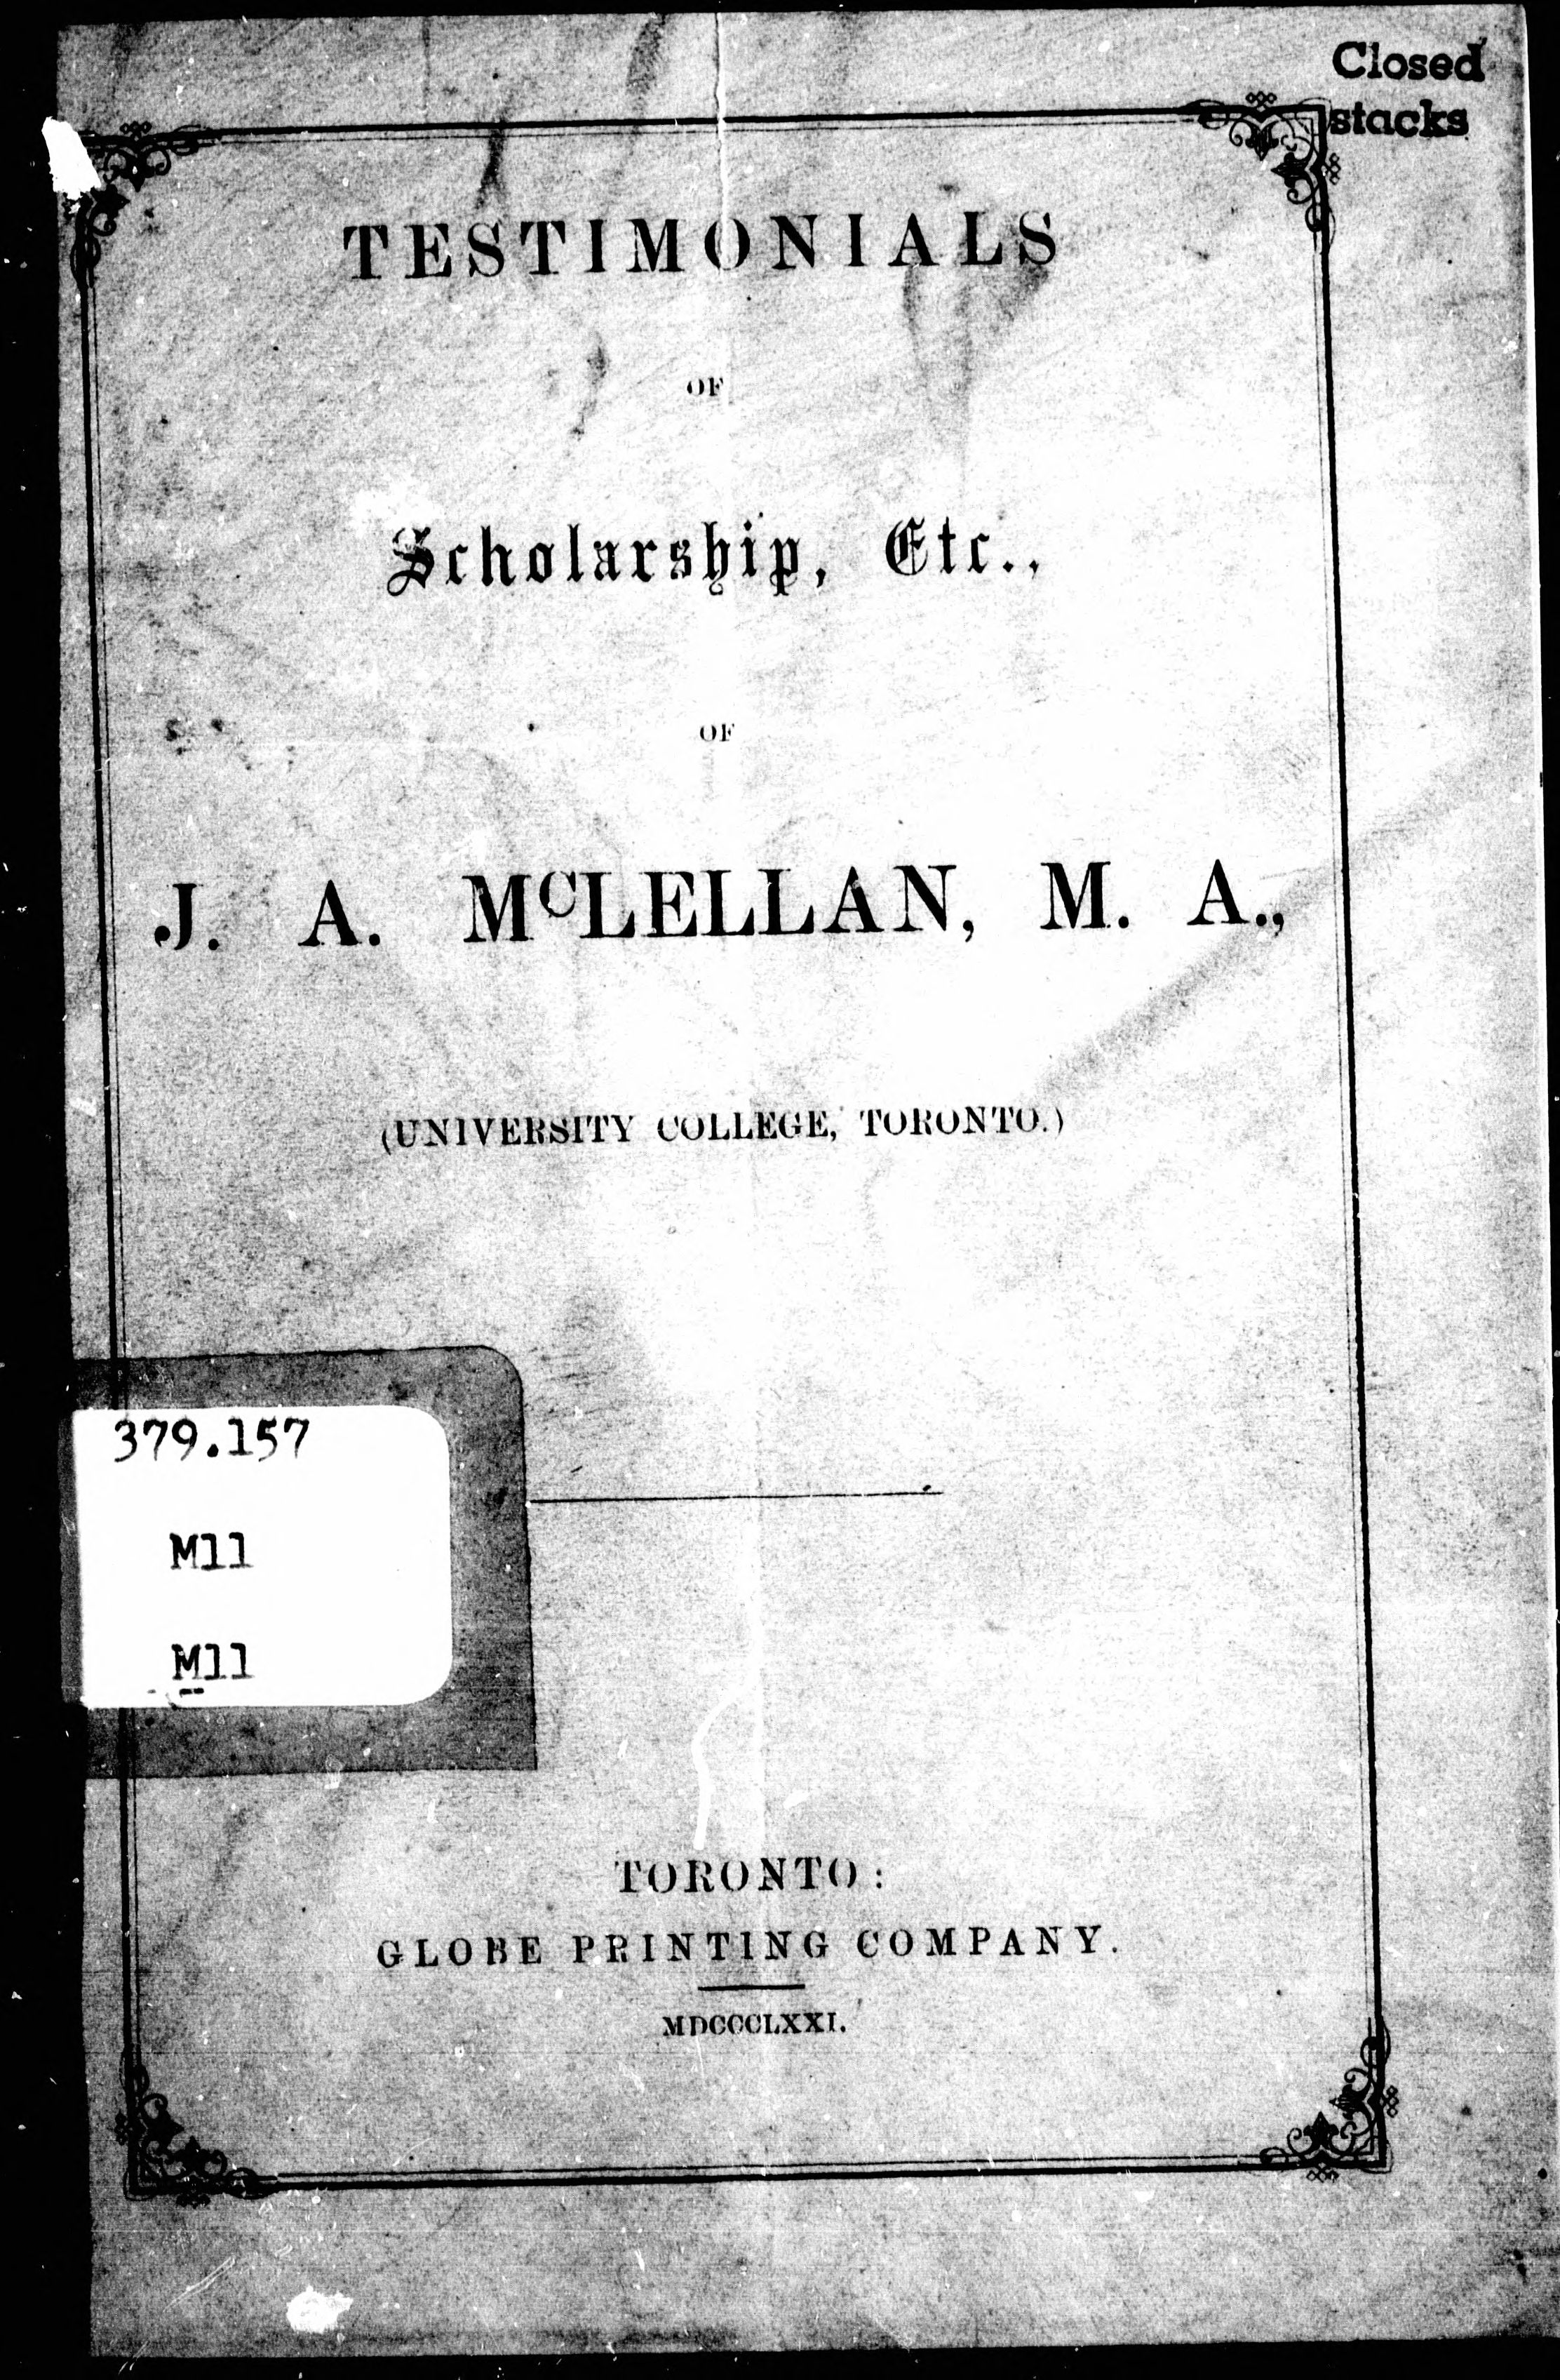 Closed
stacks
TESTIMONIALS
OF
Scholarship, Etc.,
OF
J. A. McLELLAN, M. A.,
(UNIVERSITY COLLEGE, TORONTO.)
379.157
M11
M11
TORONTO:
GLOBE PRINTING COMPANY.
MDCCCLXXI.